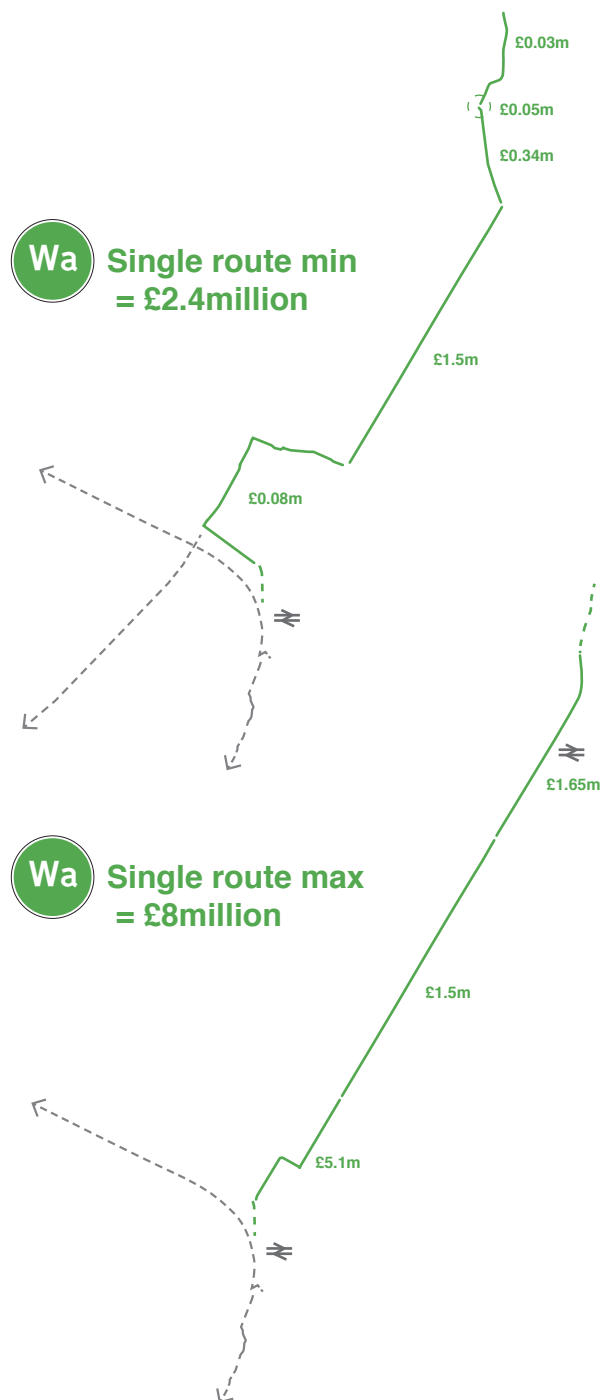 £0.03m
£0.05m
£0.34m
Wa
Single route min
= £2.4million
£1.5m
£0.08m
£1.65m
Wa
Single route max
= £8million
£1.5m
£5.1m